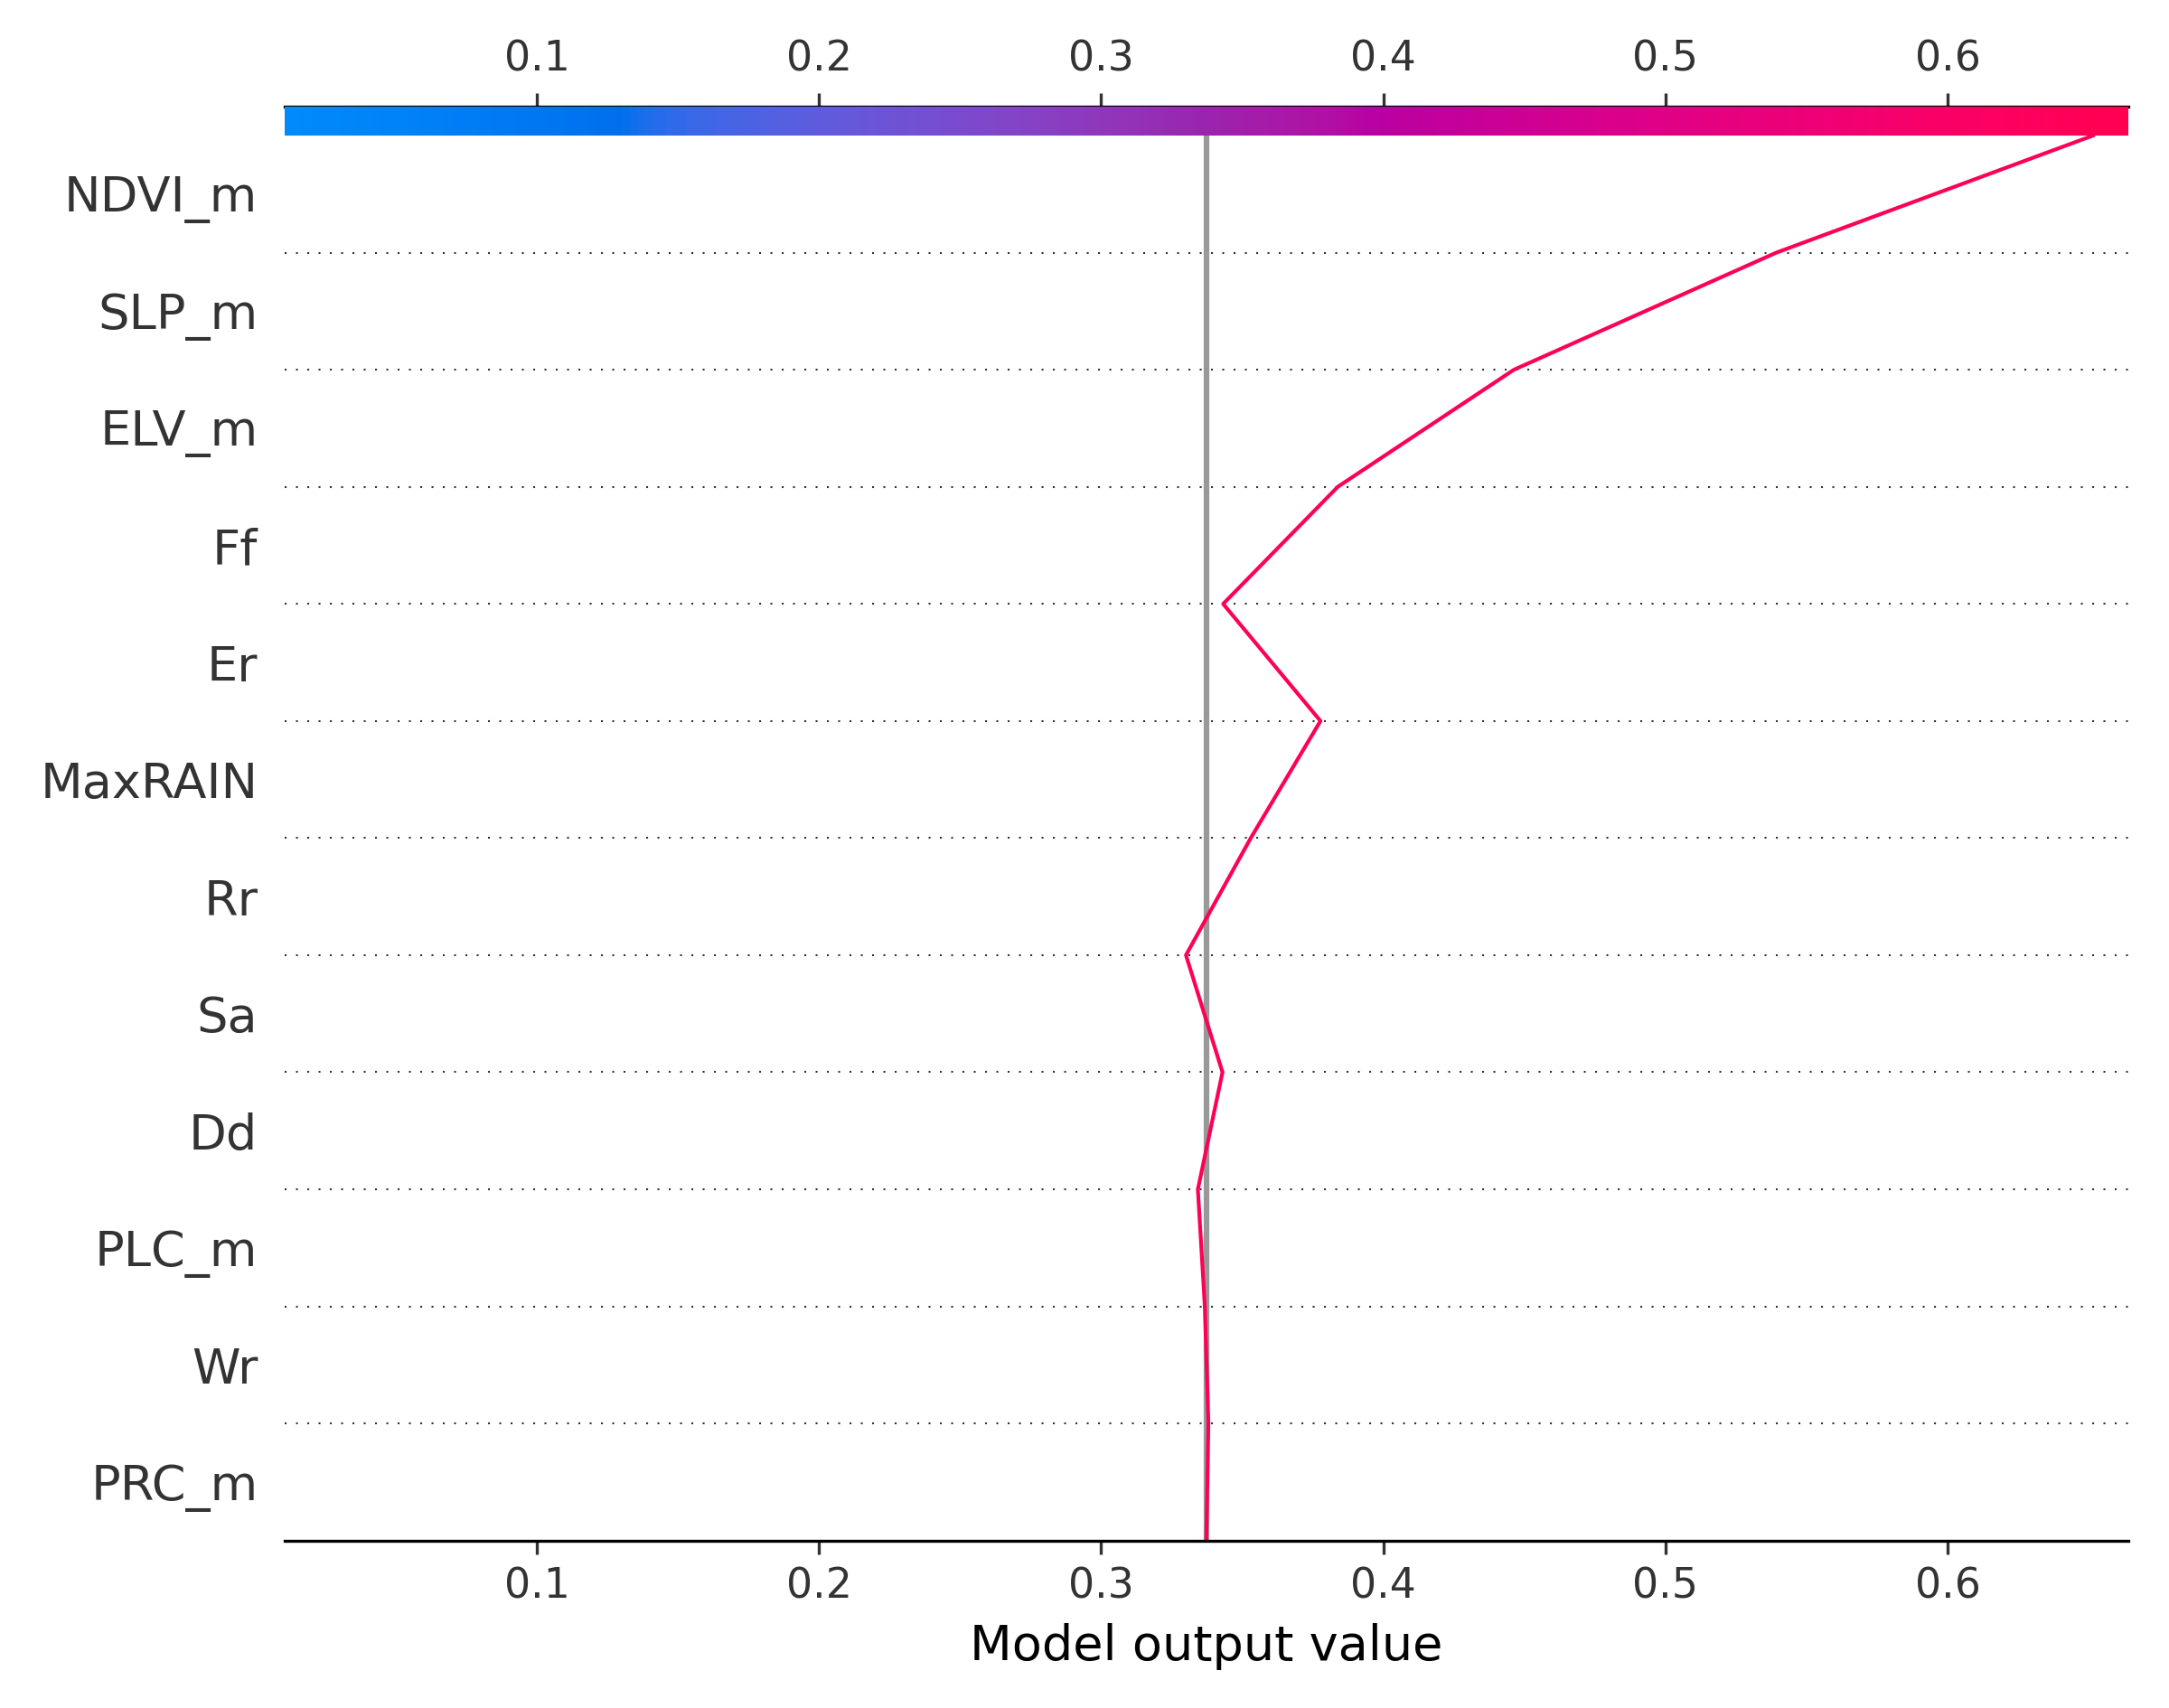 0.1 0.2 0.3 0.4 0.5 0.6
NDVI_m
SLP_m
ELV_m
Ff
Er
MaxRAIN
Rr
Sa
Dd
PLC_m
Wr
PRC_m
0.1 0.2 0.3 0.4 0.5 0.6
Model output value